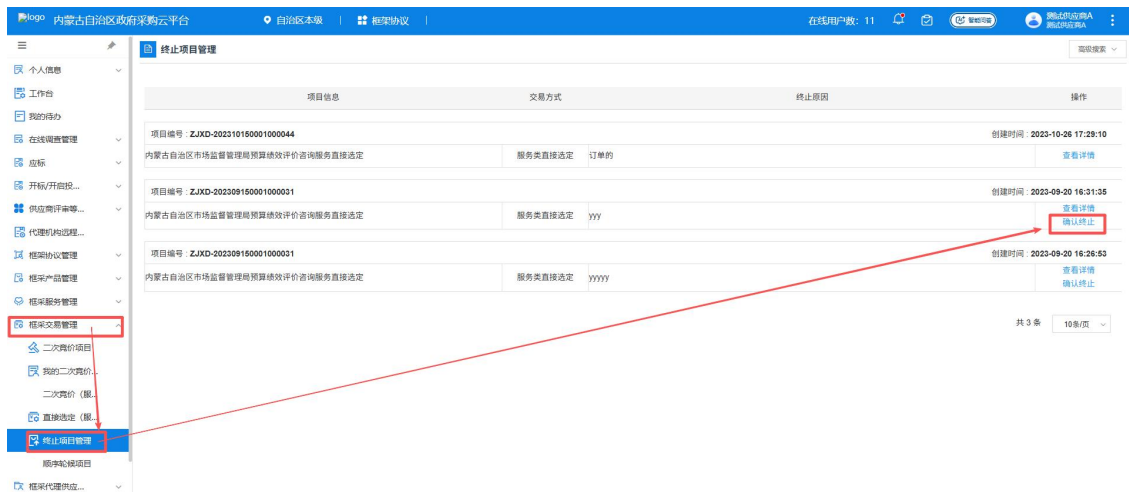 logo 内蒙古自治区政府采购云平台 自治区本级 | 框架协议 | 在线用户数：11 智能问答 测试供应商A
测试供应商A
终止项目管理 高级搜索
个人信息
工作台
我的待办
在线调查管理
应标
开标/开启投...
供应商评审等...
代理机构远程...
框架协议管理
框采产品管理
框采服务管理
框采交易管理
二次竞价项目
我的二次竞价...
二次竞价（服...
直接选定（服...
终止项目管理
顺序轮候项目
框采代理供应...
项目信息 交易方式 终止原因 操作
项目编号：ZJXD-202310150001000044 创建时间：2023-10-26 17:29:10
内蒙古自治区市场监督管理局预算绩效评价咨询服务直接选定 服务类直接选定 订单的 查看详情
项目编号：ZJXD-202309150001000031 创建时间：2023-09-20 16:31:35
内蒙古自治区市场监督管理局预算绩效评价咨询服务直接选定 服务类直接选定 yyy 查看详情
确认终止
项目编号：ZJXD-202309150001000031 创建时间：2023-09-20 16:26:53
内蒙古自治区市场监督管理局预算绩效评价咨询服务直接选定 服务类直接选定 yyyyy 查看详情
确认终止
共 3 条 10条/页